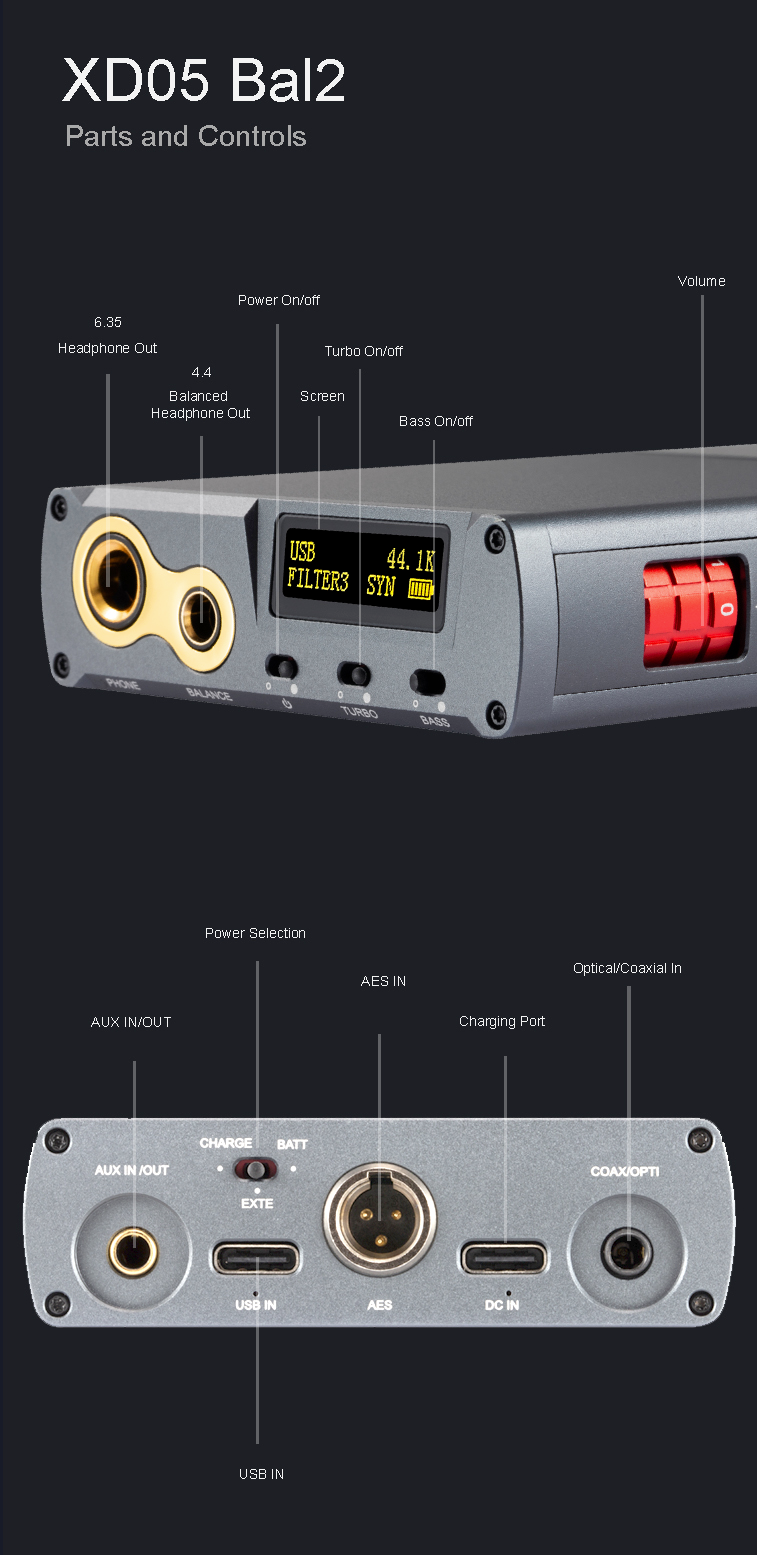 XD05 Bal2
Parts and Controls
Volume
Power On/off
6.35
Headphone Out
Turbo On/off
4.4
Balanced
Headphone Out
Screen
Bass On/off
USB 44.1K
FILTER3 SYN
1
0
PHONE
BALANCE
TURBO
BASS
Power Selection
Optical/Coaxial In
AES IN
AUX IN/OUT
Charging Port
CHARGE BATT
AUX IN /OUT
COAX/OPTI
EXTE
USB IN
AES
DC IN
USB IN